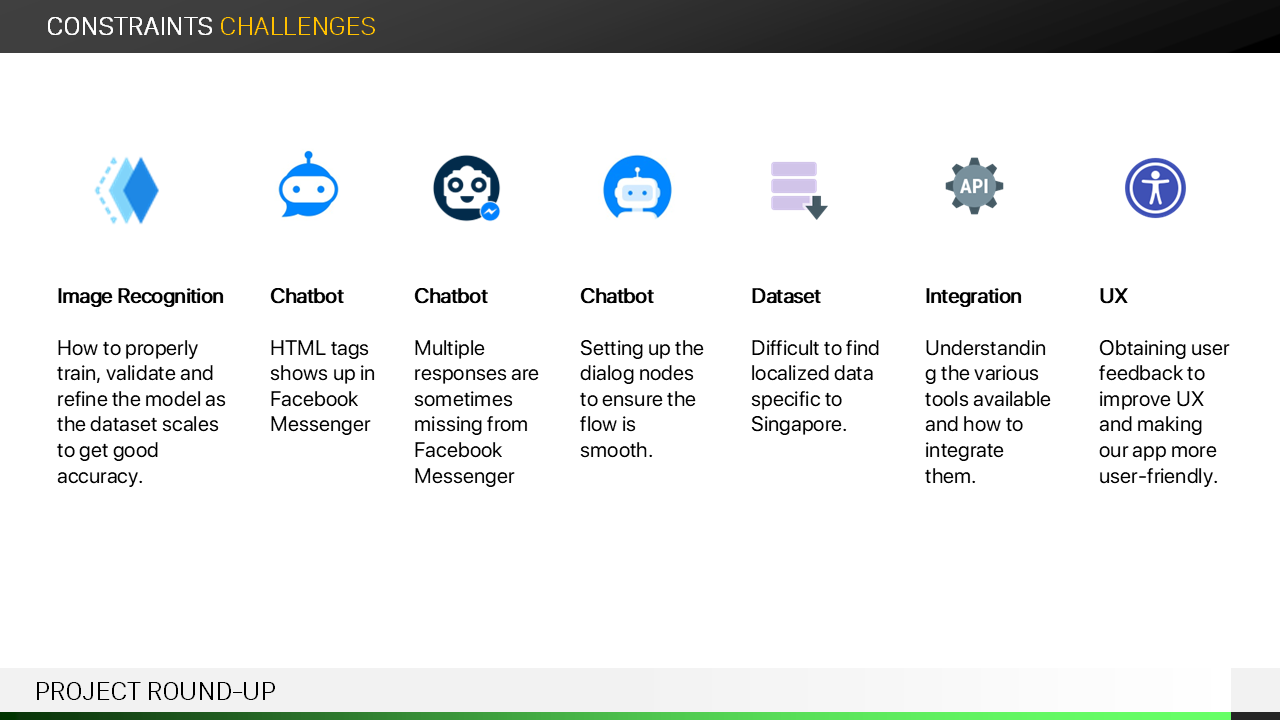 CONSTRAINTS CHALLENGES
API
Image Recognition
How to properly
train, validate and
refine the model as
the dataset scales
to get good
accuracy.
Chatbot
HTML tags
shows up in
Facebook
Messenger
Chatbot
Multiple
responses are
sometimes
missing from
Facebook
Messenger
Chatbot
Setting up the
dialog nodes
to ensure the
flow is
smooth.
Dataset
Difficult to find
localized data
specific to
Singapore.
Integration
Understandin
g the various
tools available
and how to
integrate
them.
UX
Obtaining user
feedback to
improve UX
and making
our app more
user-friendly.
PROJECT ROUND-UP